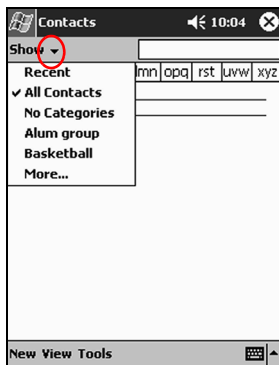 Contacts 10:04
Show
mn opq rst uvw xyz
Recent
All Contacts
No Categories
Alum group
Basketball
More...
New View Tools